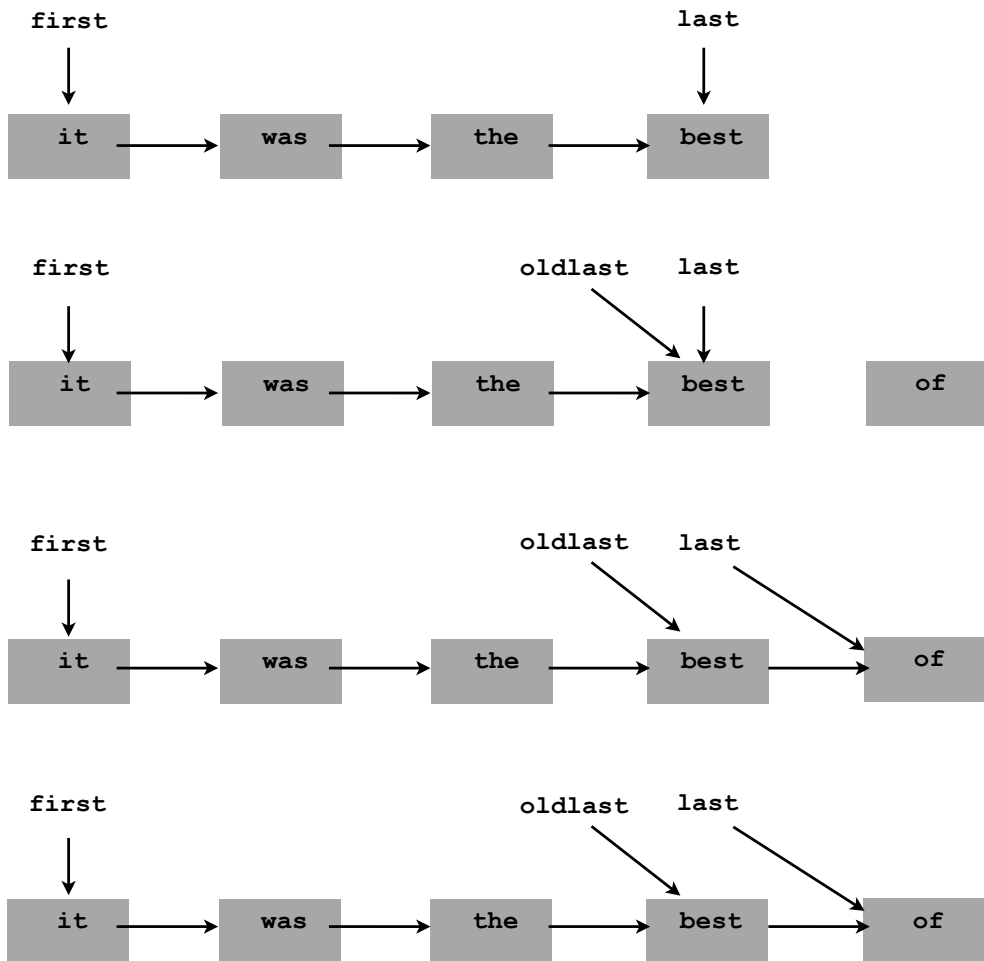 first last
it was the best
first oldlast last
it was the best of
first oldlast last
it was the best of
first oldlast last
it was the best of